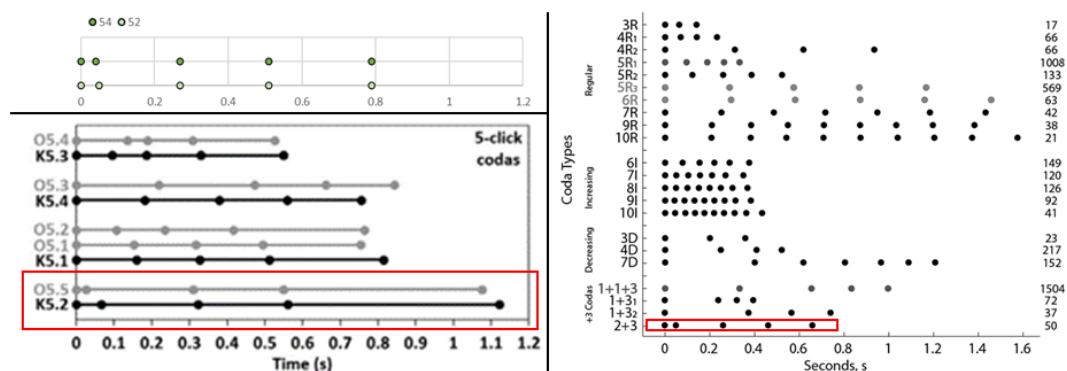 54 52
0 0.2 0.4 0.6 0.8 1 1.2
5-click
codas
O5.4
K5.3
O5.3
K5.4
O5.2
O5.1
K5.1
O5.5
K5.2
0 0.1 0.2 0.3 0.4 0.5 0.6 0.7 0.8 0.9 1 1.1 1.2
Time (s)
Coda Types
Regular
3R 17
4R1 66
4R2 66
5R1 1008
5R2 133
5R3 569
6R 63
7R 42
9R 38
10R 21
Increasing
6I 149
7I 120
8I 126
9I 92
10I 41
Decreasing
3D 23
4D 217
7D 152
+3 Codas
1+1+3 1504
1+31 72
1+32 37
2+3 50
0 0.2 0.4 0.6 0.8 1.0 1.2 1.4 1.6
Seconds, s